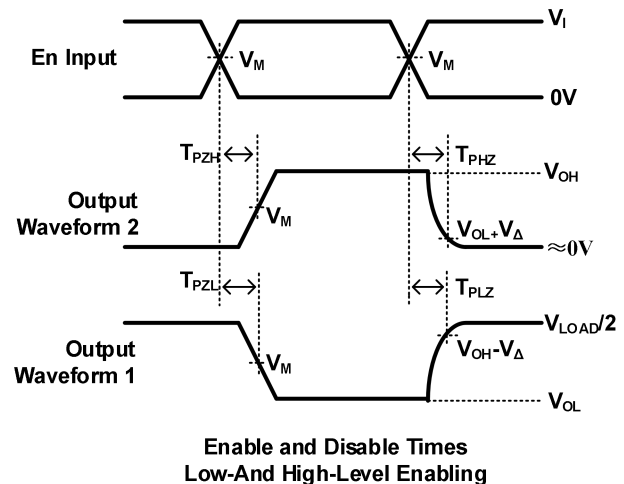 V_I
En Input
V_M
V_M
0V
T_PZH
T_PHZ
V_OH
Output
Waveform 2
V_M
V_OL+V_Δ
≈0V
T_PZL
T_PLZ
V_LOAD/2
Output
Waveform 1
V_M
V_OH-V_Δ
V_OL
Enable and Disable Times
Low-And High-Level Enabling